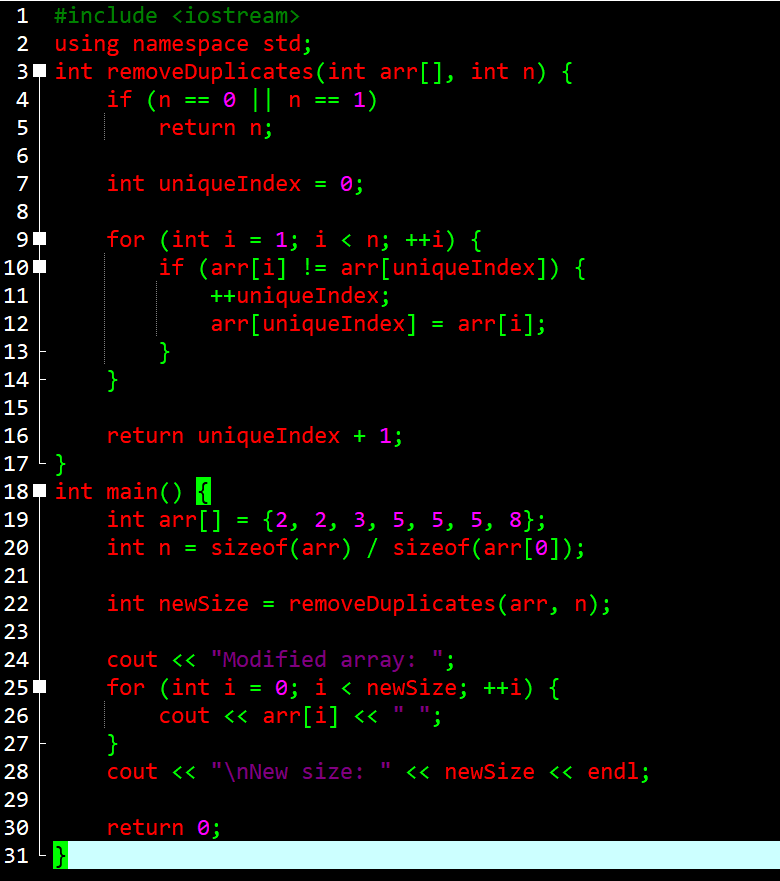 1 #include <iostream>
2 using namespace std;
3 int removeDuplicates(int arr[], int n) {
4     if (n == 0 || n == 1)
5         return n;
6
7     int uniqueIndex = 0;
8
9     for (int i = 1; i < n; ++i) {
10         if (arr[i] != arr[uniqueIndex]) {
11             ++uniqueIndex;
12             arr[uniqueIndex] = arr[i];
13         }
14     }
15
16     return uniqueIndex + 1;
17 }
18 int main() {
19     int arr[] = {2, 2, 3, 5, 5, 5, 8};
20     int n = sizeof(arr) / sizeof(arr[0]);
21
22     int newSize = removeDuplicates(arr, n);
23
24     cout << "Modified array: ";
25     for (int i = 0; i < newSize; ++i) {
26         cout << arr[i] << " ";
27     }
28     cout << "\nNew size: " << newSize << endl;
29
30     return 0;
31 }